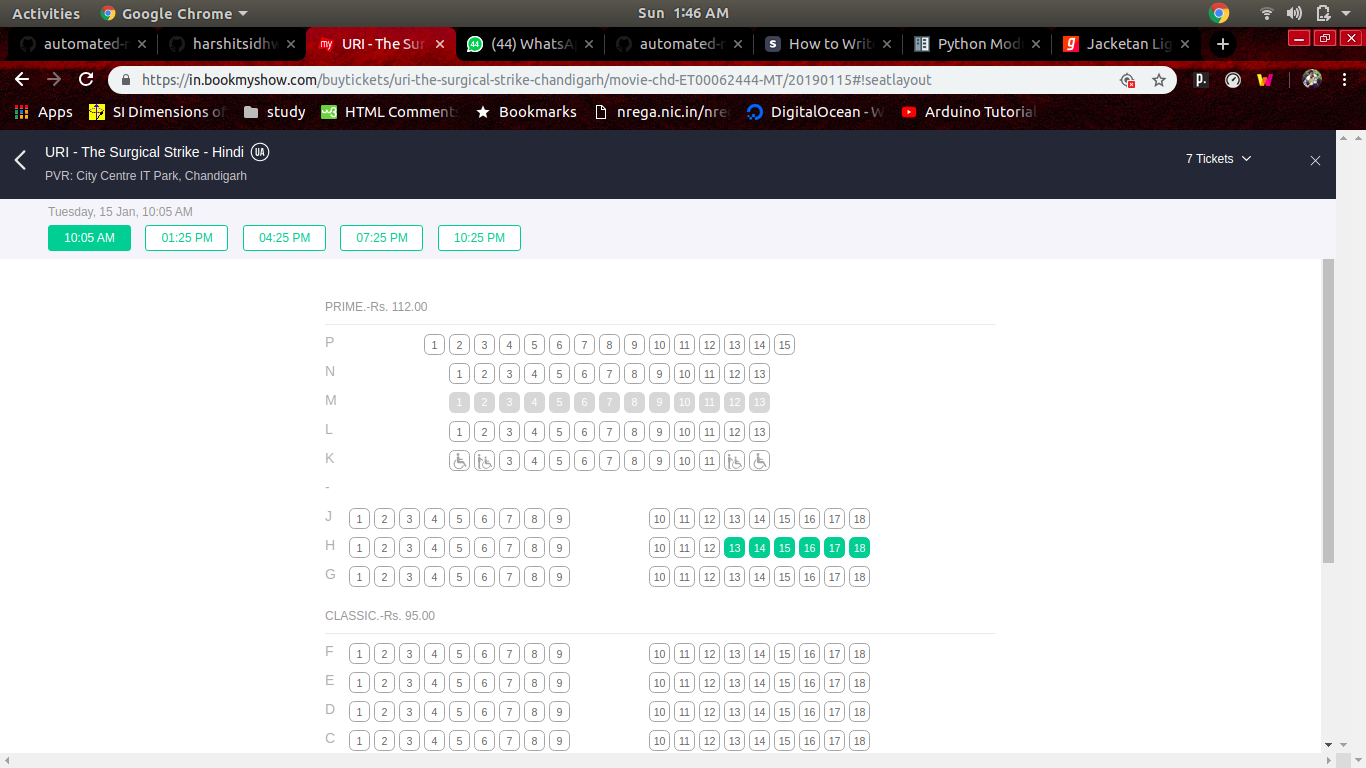 Activities Google Chrome Sun 1:46 AM
automated-r harshitsidhw my URI - The Sur (44) WhatsA automated-r S How to Write Python Mod g Jacketan Lig
https://in.bookmyshow.com/buytickets/uri-the-surgical-strike-chandigarh/movie-chd-ET00062444-MT/20190115#!seatlayout p.
Apps SI Dimensions of study HTML Comment Bookmarks nrega.nic.in/nre DigitalOcean - W Arduino Tutorial
URI - The Surgical Strike - Hindi UA
7 Tickets
PVR: City Centre IT Park, Chandigarh
Tuesday, 15 Jan, 10:05 AM
10:05 AM 01:25 PM 04:25 PM 07:25 PM 10:25 PM
PRIME.-Rs. 112.00
P 1 2 3 4 5 6 7 8 9 10 11 12 13 14 15
N 1 2 3 4 5 6 7 8 9 10 11 12 13
M 1 2 3 4 5 6 7 8 9 10 11 12 13
L 1 2 3 4 5 6 7 8 9 10 11 12 13
K 3 4 5 6 7 8 9 10 11
-
J 1 2 3 4 5 6 7 8 9 10 11 12 13 14 15 16 17 18
H 1 2 3 4 5 6 7 8 9 10 11 12 13 14 15 16 17 18
G 1 2 3 4 5 6 7 8 9 10 11 12 13 14 15 16 17 18
CLASSIC.-Rs. 95.00
F 1 2 3 4 5 6 7 8 9 10 11 12 13 14 15 16 17 18
E 1 2 3 4 5 6 7 8 9 10 11 12 13 14 15 16 17 18
D 1 2 3 4 5 6 7 8 9 10 11 12 13 14 15 16 17 18
C 1 2 3 4 5 6 7 8 9 10 11 12 13 14 15 16 17 18